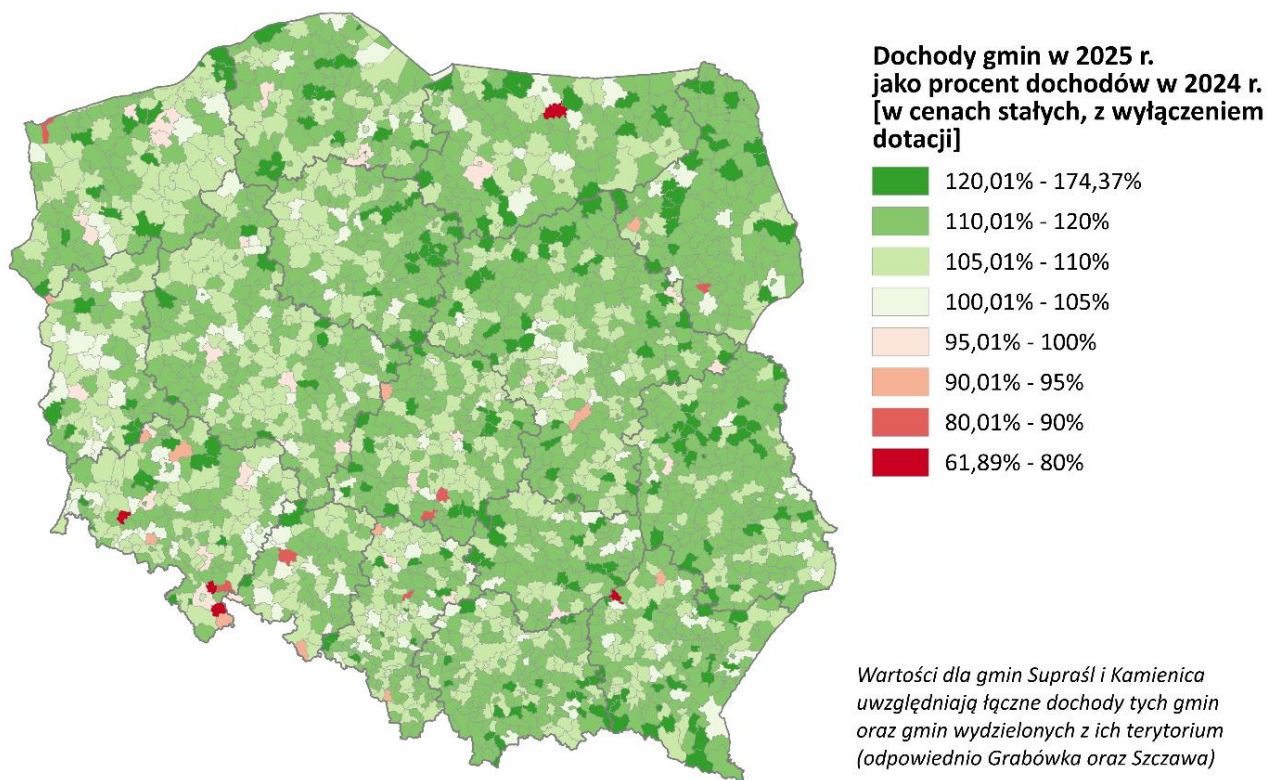 Dochody gmin w 2025 r.
jako procent dochodów w 2024 r.
[w cenach stałych, z wyłączeniem
dotacji]
120,01% - 174,37%
110,01% - 120%
105,01% - 110%
100,01% - 105%
95,01% - 100%
90,01% - 95%
80,01% - 90%
61,89% - 80%
Wartości dla gmin Supraśl i Kamienica
uwzględniają łączne dochody tych gmin
oraz gmin wydzielonych z ich terytorium
(odpowiednio Grabówka oraz Szczawa)